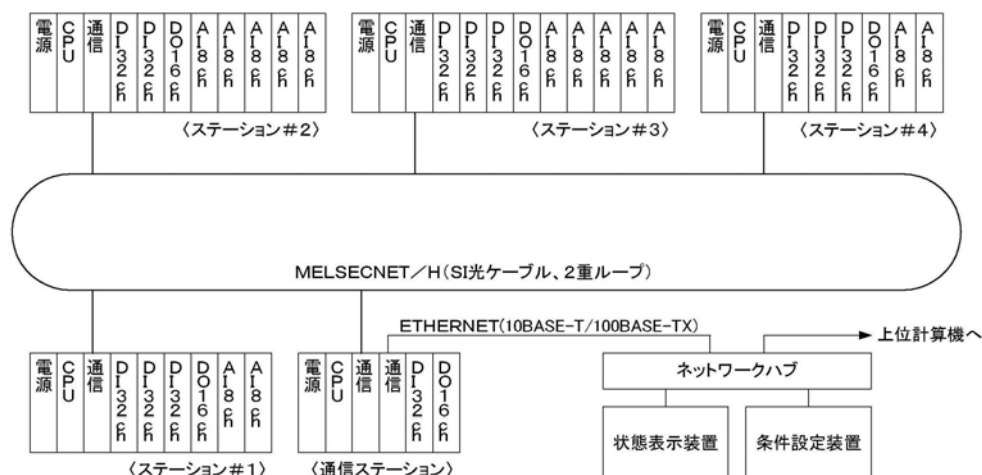 電源 CPU 通信 DI32ch DI32ch DO16ch AI8ch AI8ch AI8ch AI8ch AI8ch
〈ステーション#2〉
電源 CPU 通信 DI32ch DI32ch DI32ch DO16ch AI8ch AI8ch AI8ch AI8ch AI8ch
〈ステーション#3〉
電源 CPU 通信 DI32ch DI32ch DI32ch DO16ch AI8ch AI8ch
〈ステーション#4〉
MELSECNET/H(SI光ケーブル、2重ループ)
ETHERNET(10BASE-T/100BASE-TX)
上位計算機へ
電源 CPU 通信 DI32ch DI32ch DI32ch DO16ch AI8ch AI8ch
〈ステーション#1〉
電源 CPU 通信 通信 DI32ch DO16ch
〈通信ステーション〉
ネットワークハブ
状態表示装置
条件設定装置